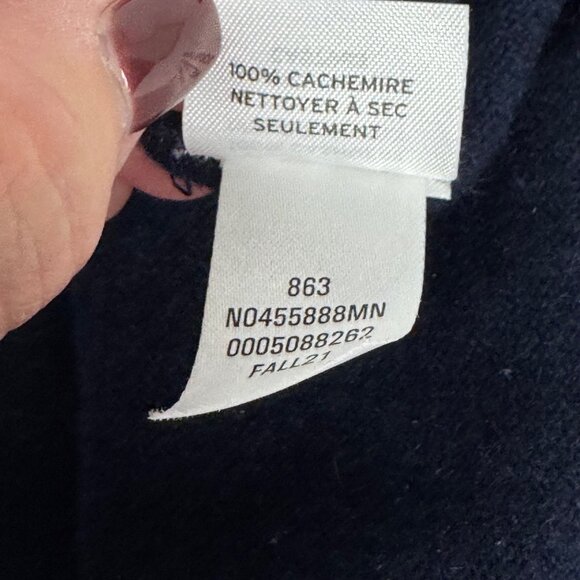 100% CACHEMIRE
NETTOYER À SEC
SEULEMENT
863
N0455888MN
0005088262
FALL21